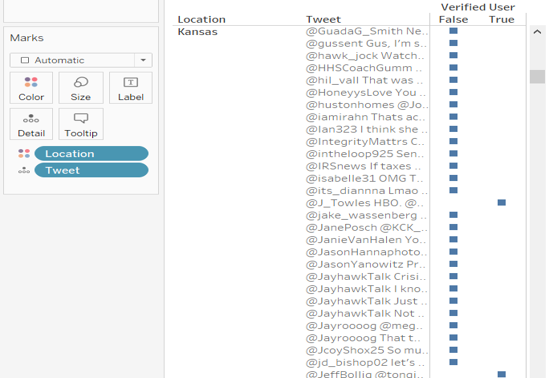 Marks
Automatic
Color Size Label
Detail Tooltip
Location
Tweet
Verified User
Location Tweet False True
Kansas @GuadaG_Smith Ne..
@gussent Gus, I'm s..
@hawk_jock Watch..
@HHSCoachGumm ..
@hil_vall That was ..
@HoneyysLove You ..
@hustonhomes @Jo..
@iamirahn Thats ac..
@Ian323 I think she ..
@IntegrityMattrs C..
@intheloop925 Sen..
@IRSnews If taxes ..
@isabelle31 OMG T..
@its_diannna Lmao ..
@J_Towles HBO. @..
@jake_wassenberg ..
@JanePosch @KCK_..
@JanieVanHalen Yo..
@JasonHannaphoto..
@JasonYanowitz Pr..
@JayhawkTalk Crisi..
@JayhawkTalk I kno..
@JayhawkTalk Just ..
@JayhawkTalk Not ..
@Jayroooog @meg..
@Jayroooog That t..
@JcoyShox25 So mu..
@jd_bishop02 let's ..
@JeffBollig @tongi..